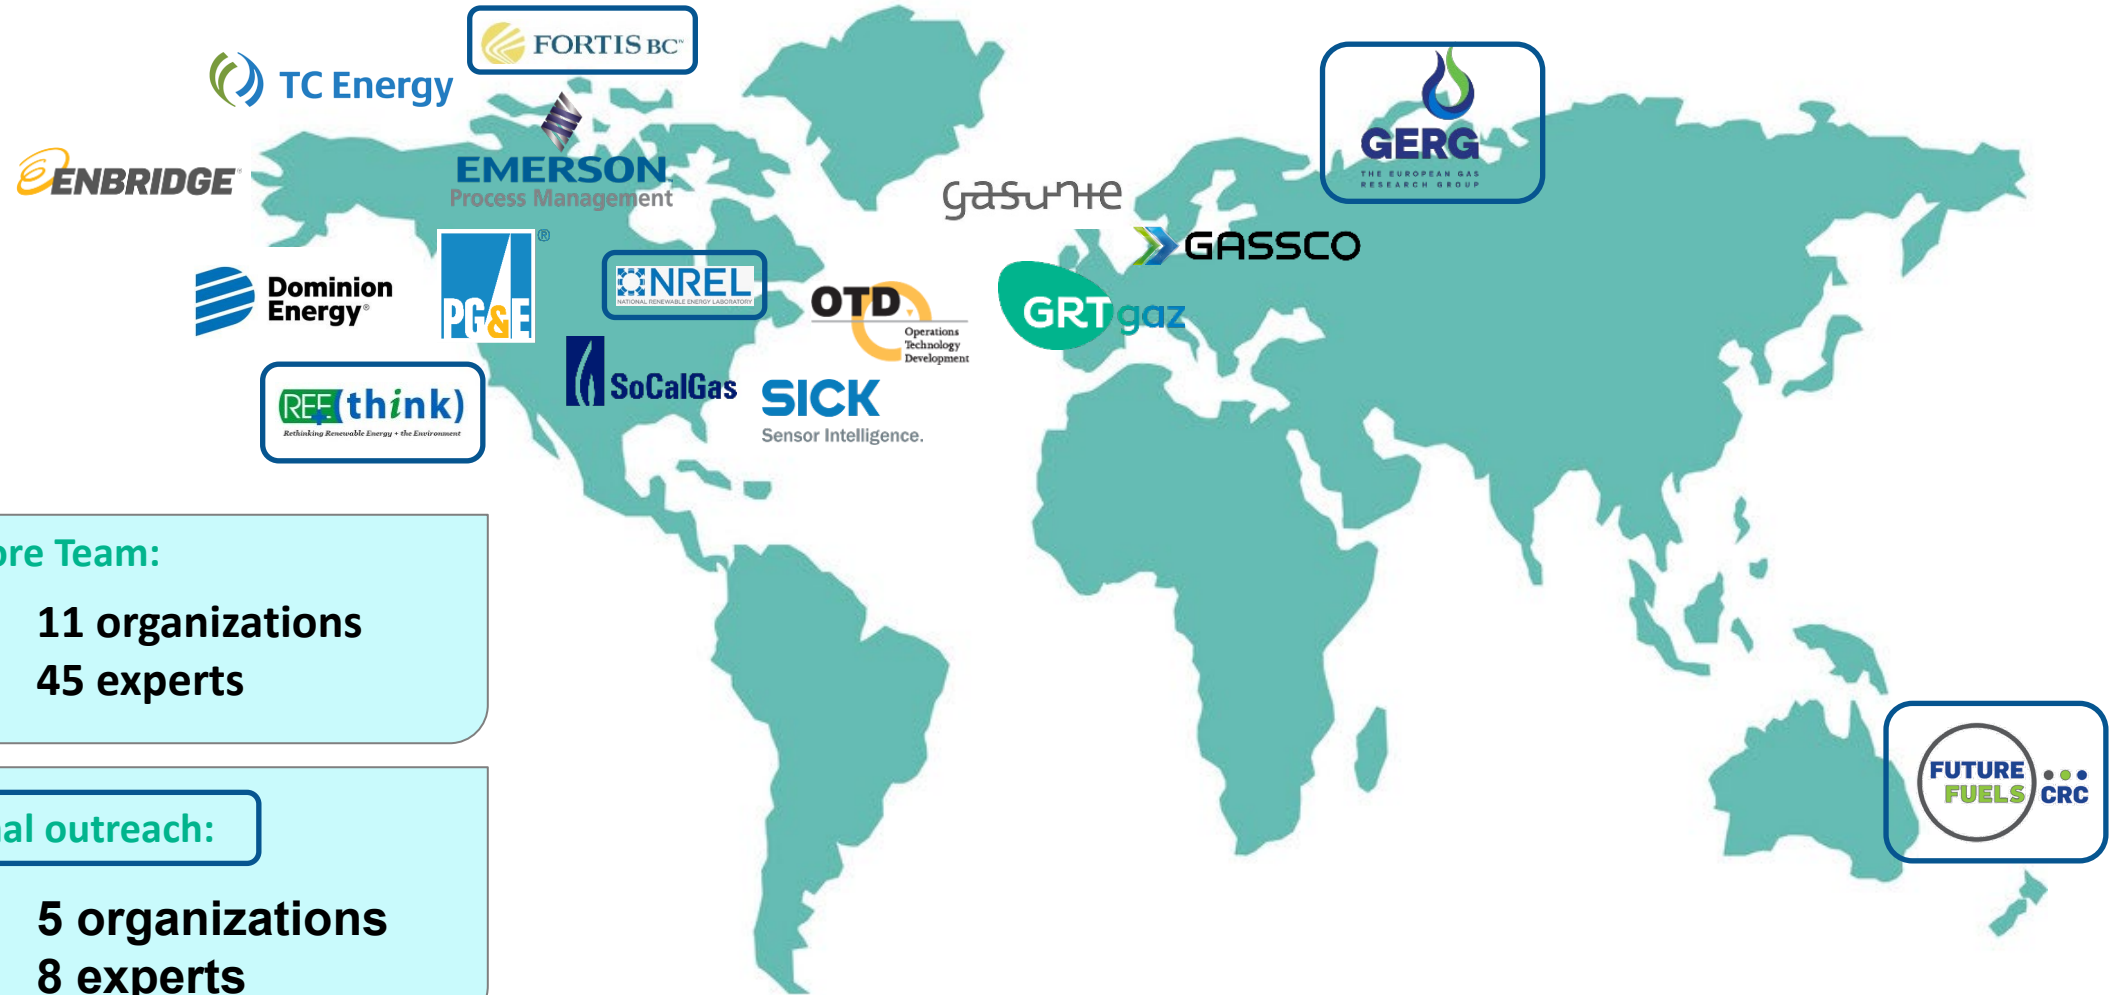 FORTIS BC™
TC Energy
ENBRIDGE
EMERSON
Process Management
GERG
THE EUROPEAN GAS
RESEARCH GROUP
gasunie
GASSCO
GRTgaz
Dominion
Energy®
PG&E®
NREL
NATIONAL RENEWABLE ENERGY LABORATORY
OTD
Operations
Technology
Development
REE+(think)
Rethinking Renewable Energy + the Environment
SoCalGas
SICK
Sensor Intelligence.
ore Team:
11 organizations
45 experts
al outreach:
5 organizations
8 experts
FUTURE
FUELS CRC